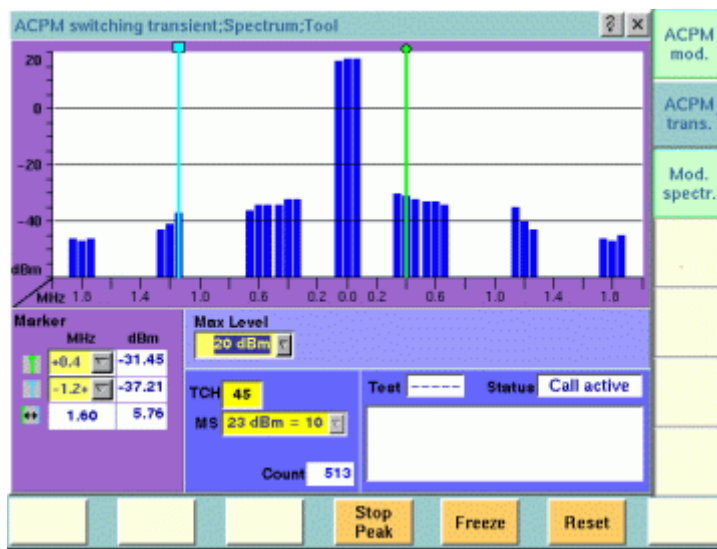 ACPM switching transient;Spectrum;Tool
? ×
ACPM
mod.
ACPM
trans.
Mod.
spectr.
20
0
-20
-40
dBm
MHz 1.8 1.4 1.0 0.6 0.2 0.0 0.2 0.6 1.0 1.4 1.8
Marker
MHz dBm
+0.4 -31.45
-1.2+ -37.21
1.60 5.76
Max Level
20 dBm
TCH 45
MS 23 dBm = 10
Count 513
Test ----- Status Call active
Stop
Peak
Freeze
Reset